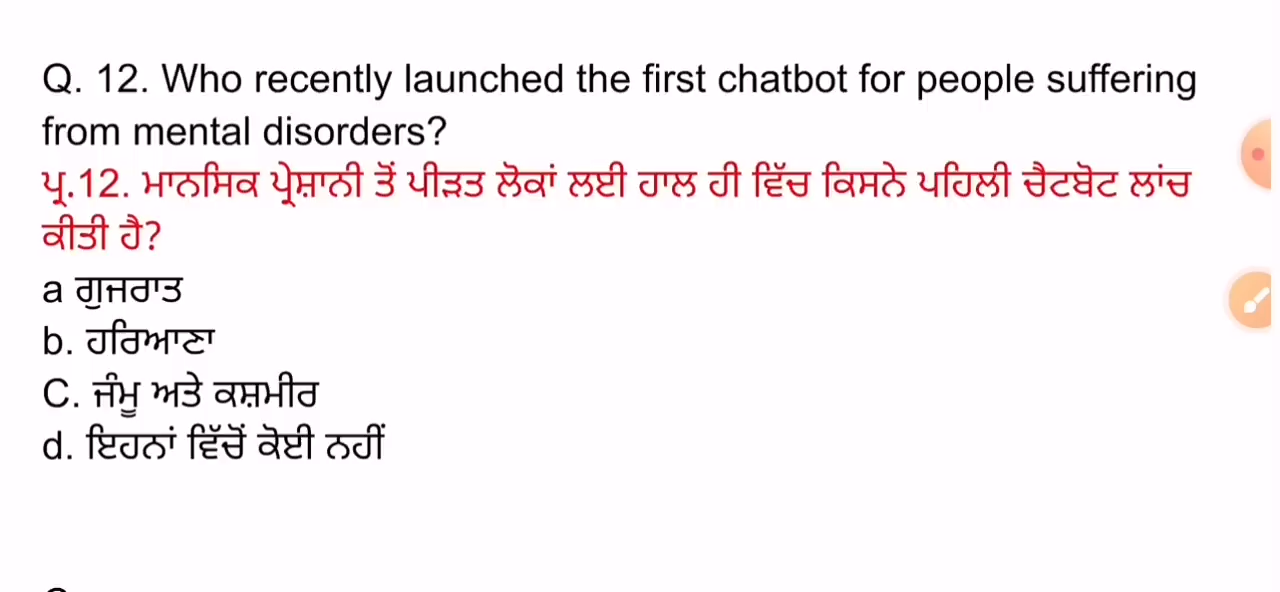 Q. 12. Who recently launched the first chatbot for people suffering
from mental disorders?
ਪ੍ਰ.12. ਮਾਨਸਿਕ ਪ੍ਰੇਸ਼ਾਨੀ ਤੋਂ ਪੀੜਤ ਲੋਕਾਂ ਲਈ ਹਾਲ ਹੀ ਵਿੱਚ ਕਿਸਨੇ ਪਹਿਲੀ ਚੈਟਬੋਟ ਲਾਂਚ
ਕੀਤੀ ਹੈ?
a ਗੁਜਰਾਤ
b. ਹਰਿਆਣਾ
C. ਜੰਮੂ ਅਤੇ ਕਸ਼ਮੀਰ
d. ਇਹਨਾਂ ਵਿੱਚੋਂ ਕੋਈ ਨਹੀਂ